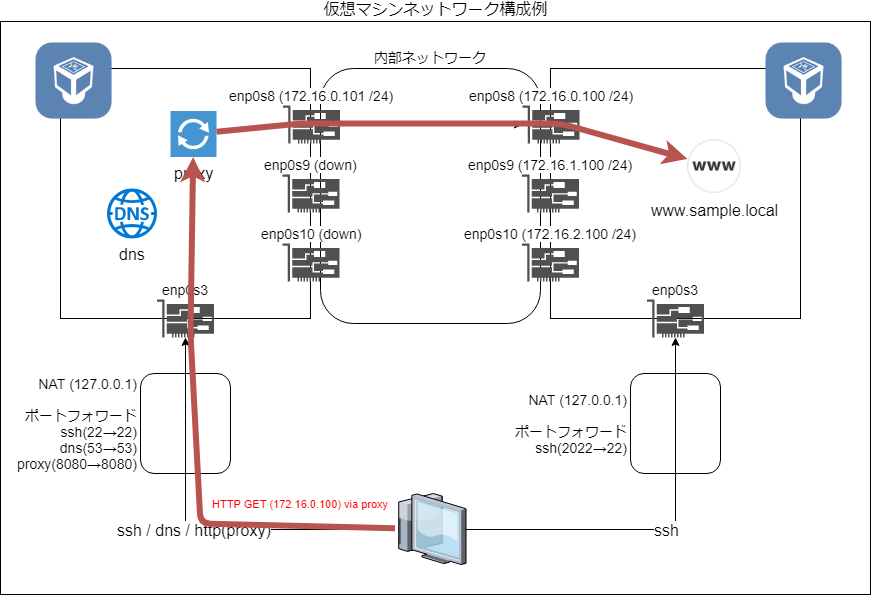 仮想マシンネットワーク構成例
内部ネットワーク
enp0s8 (172.16.0.101 /24)
enp0s8 (172.16.0.100 /24)
proxy
enp0s9 (down)
enp0s9 (172.16.1.100 /24)
www
www.sample.local
DNS
dns
enp0s10 (down)
enp0s10 (172.16.2.100 /24)
enp0s3
enp0s3
NAT (127.0.0.1)
ポートフォワード
ssh(22→22)
dns(53→53)
proxy(8080→8080)
NAT (127.0.0.1)
ポートフォワード
ssh(2022→22)
HTTP GET (172.16.0.100) via proxy
ssh / dns / http(proxy)
ssh